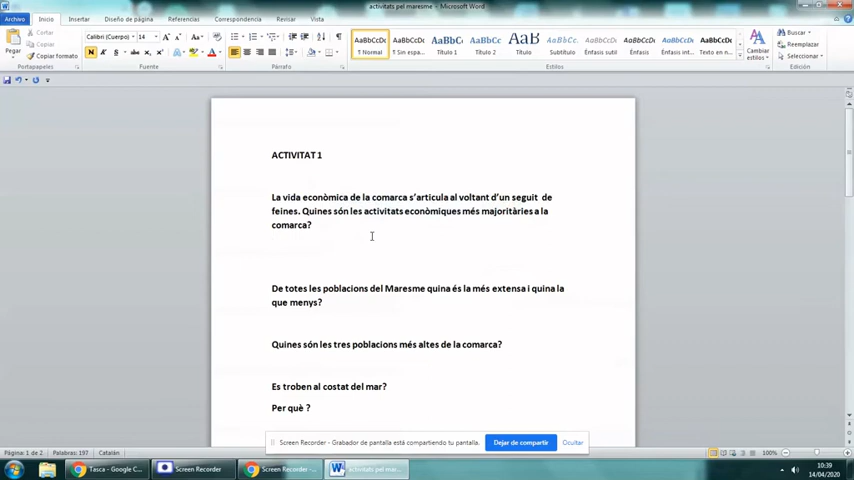 activitats pel maresme - Microsoft Word
Archivo Inicio Insertar Diseño de página Referencias Correspondencia Revisar Vista
Cortar
Copiar
Copiar formato
Pegar
Portapapeles
Calibri (Cuerpo) 14
Fuente
Párrafo
AaBbCcDc AaBbCcDc AaBbC AaBbCc AaB AaBbCc. AaBbCcDc AaBbCcDc AaBbCcDc AaBbCcDc AaBbCcDc
¶ Normal ¶ Sin espa... Título 1 Título 2 Título Subtítulo Énfasis sutil Énfasis Énfasis int... Texto en n...
Estilos
Cambiar estilos
Buscar
Reemplazar
Seleccionar
Edición
ACTIVITAT 1
La vida econòmica de la comarca s’articula al voltant d’un seguit de
feines. Quines són les activitats econòmiques més majoritàries a la
comarca?
De totes les poblacions del Maresme quina és la més extensa i quina la
que menys?
Quines són les tres poblacions més altes de la comarca?
Es troben al costat del mar?
Per què ?
Screen Recorder - Grabador de pantalla está compartiendo tu pantalla. Dejar de compartir Ocultar
Página: 1 de 2 Palabras: 197 Catalán 100%
Tasca - Google C... Screen Recorder Screen Recorder -... activitats pel mar...
10:39
14/04/2020